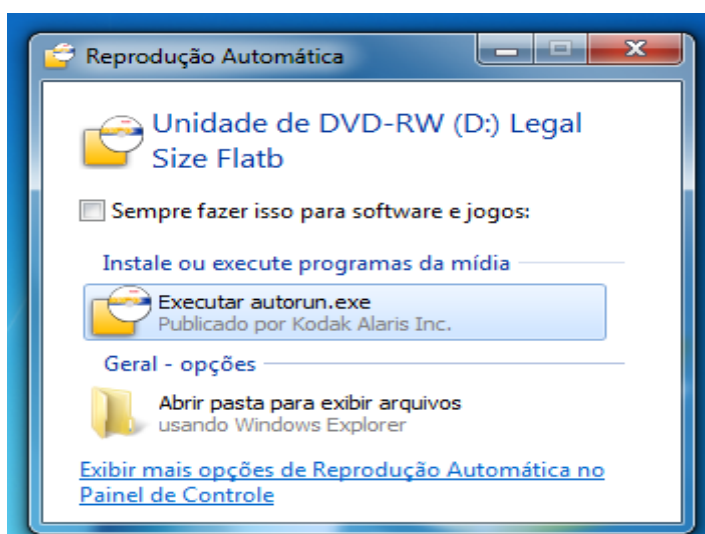 Reprodução Automática
Unidade de DVD-RW (D:) Legal
Size Flatb
Sempre fazer isso para software e jogos:
Instale ou execute programas da mídia
Executar autorun.exe
Publicado por Kodak Alaris Inc.
Geral - opções
Abrir pasta para exibir arquivos
usando Windows Explorer
Exibir mais opções de Reprodução Automática no
Painel de Controle